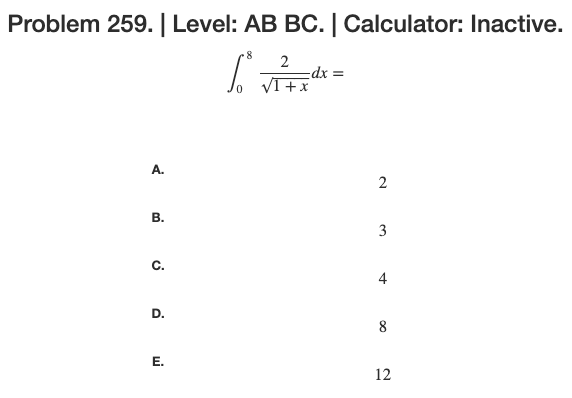 Problem 259. | Level: AB BC. | Calculator: Inactive.
∫₀⁸ 2/√(1 + x) dx =
A. 2
B. 3
C. 4
D. 8
E. 12